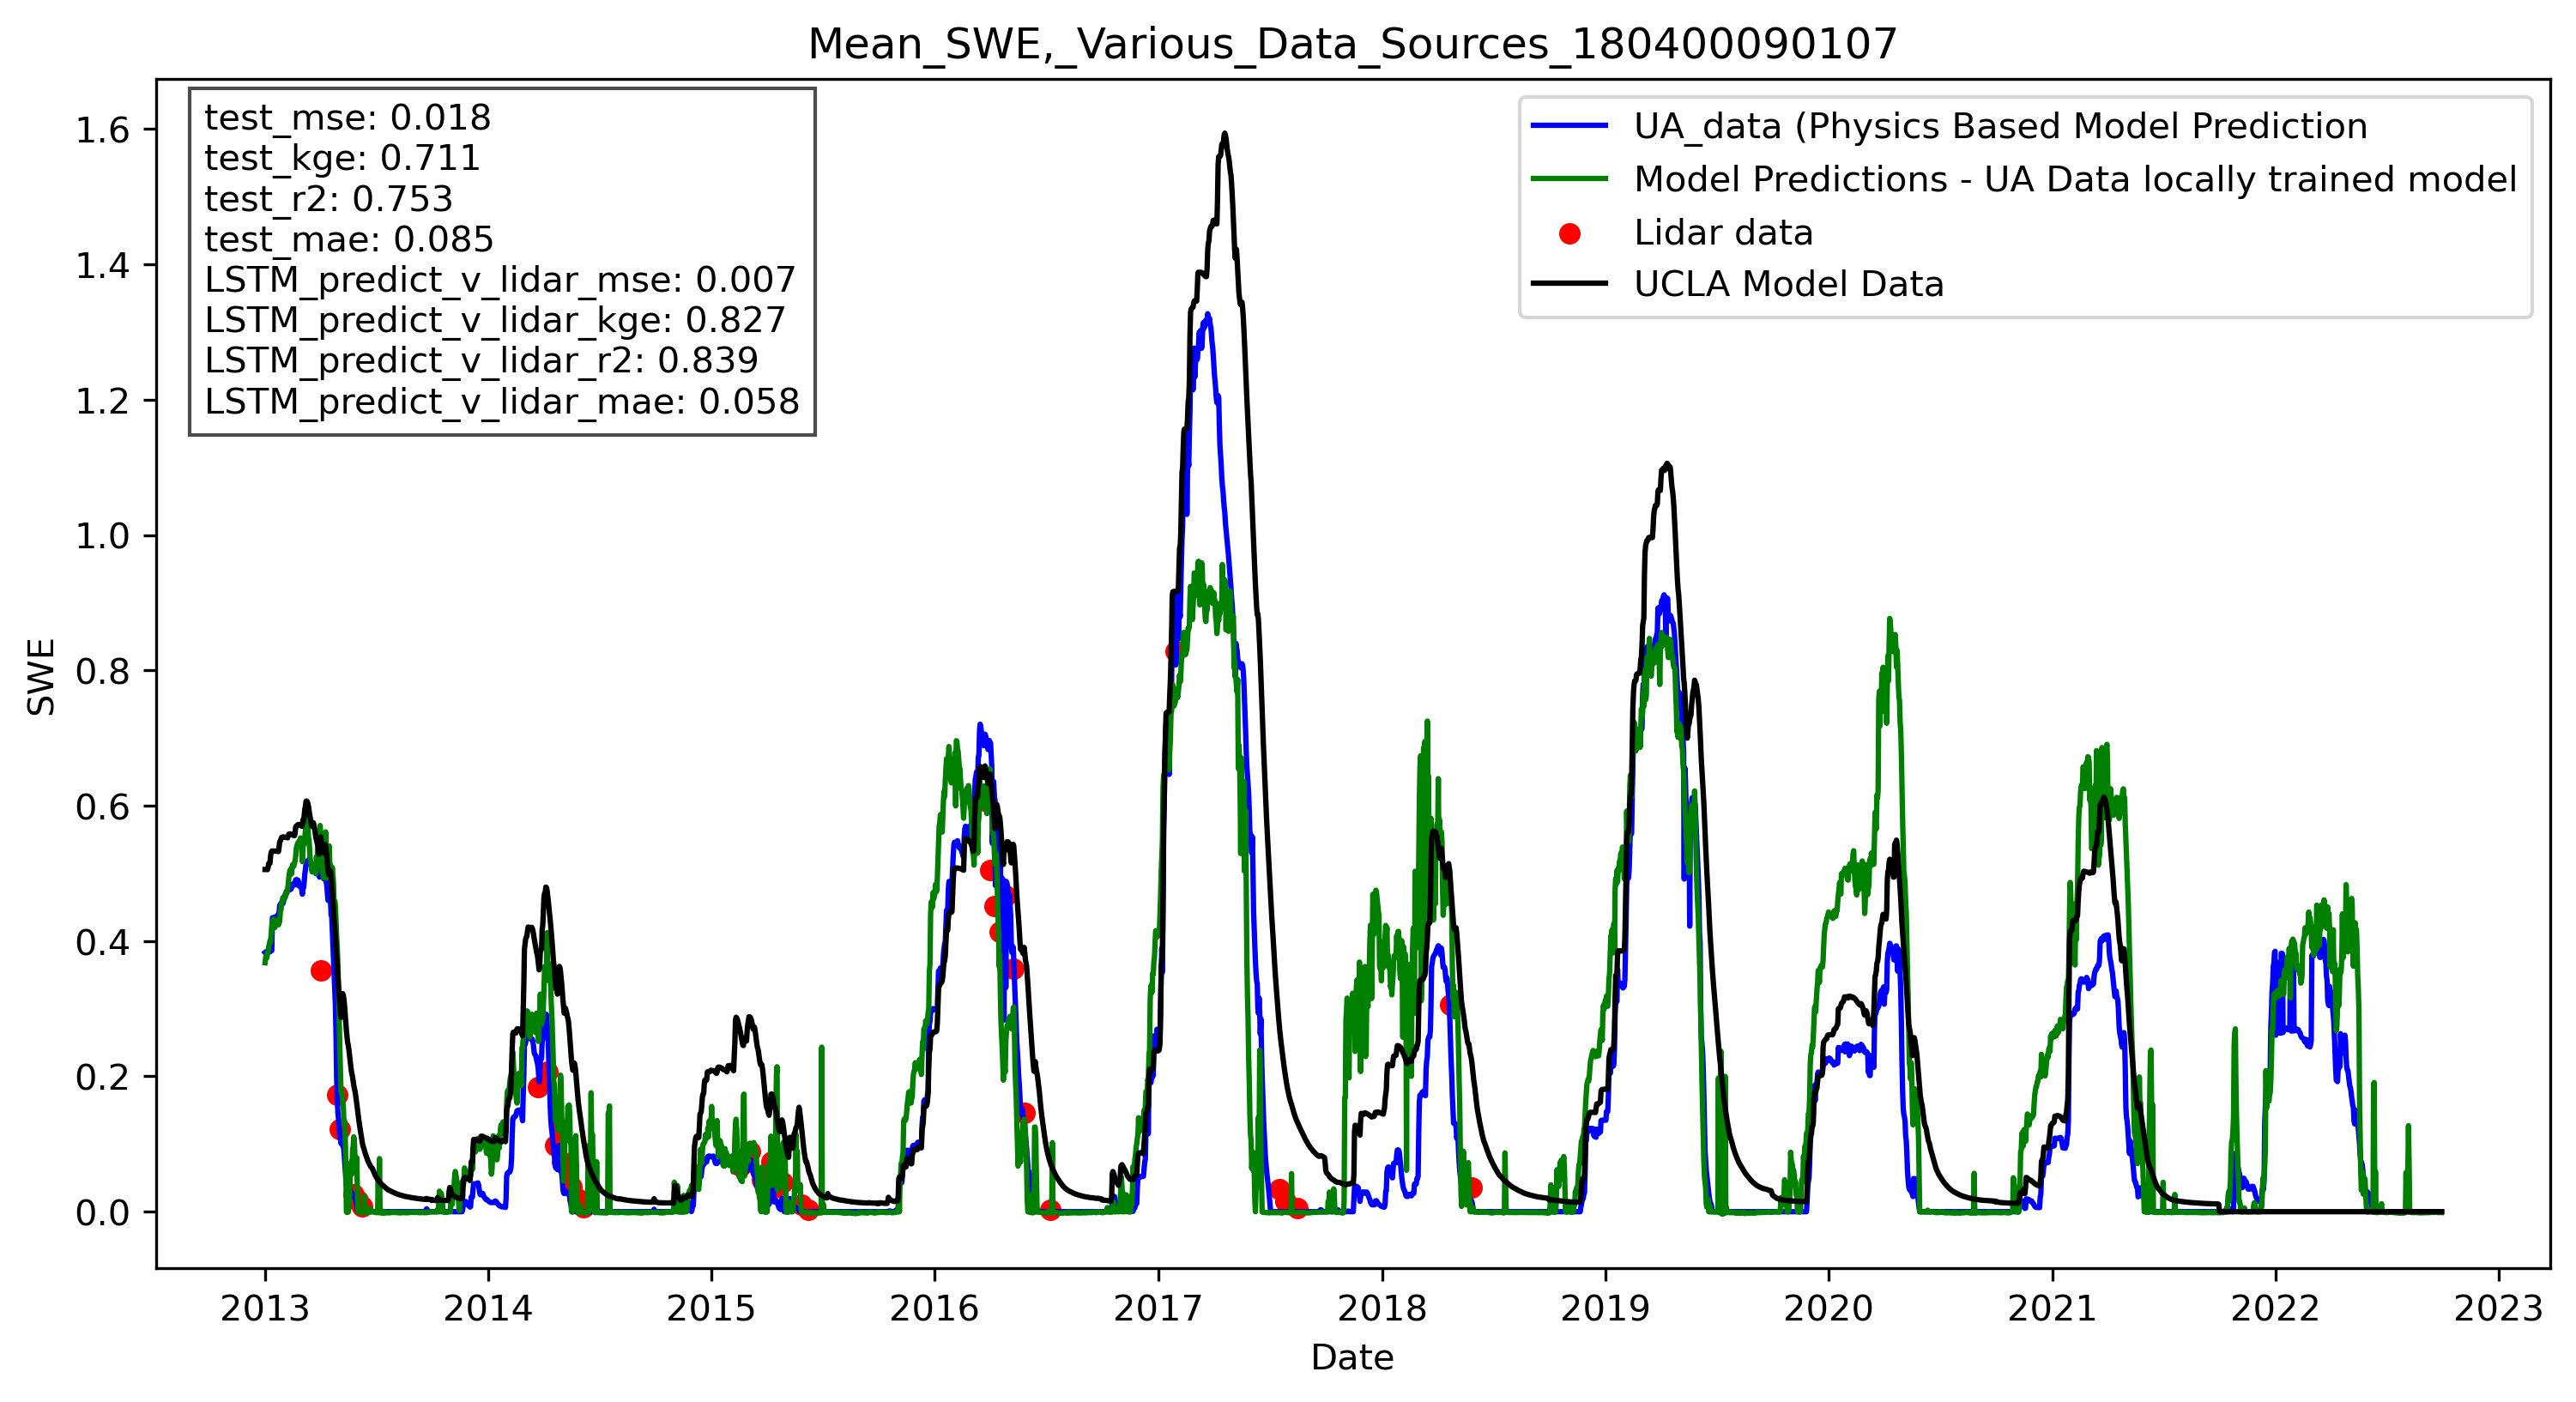 Mean_SWE,_Various_Data_Sources_180400090107
test_mse: 0.018
test_kge: 0.711
test_r2: 0.753
test_mae: 0.085
LSTM_predict_v_lidar_mse: 0.007
LSTM_predict_v_lidar_kge: 0.827
LSTM_predict_v_lidar_r2: 0.839
LSTM_predict_v_lidar_mae: 0.058
UA_data (Physics Based Model Prediction
Model Predictions - UA Data locally trained model
Lidar data
UCLA Model Data
1.6
1.4
1.2
1.0
0.8
0.6
0.4
0.2
0.0
SWE
2013 2014 2015 2016 2017 2018 2019 2020 2021 2022 2023
Date